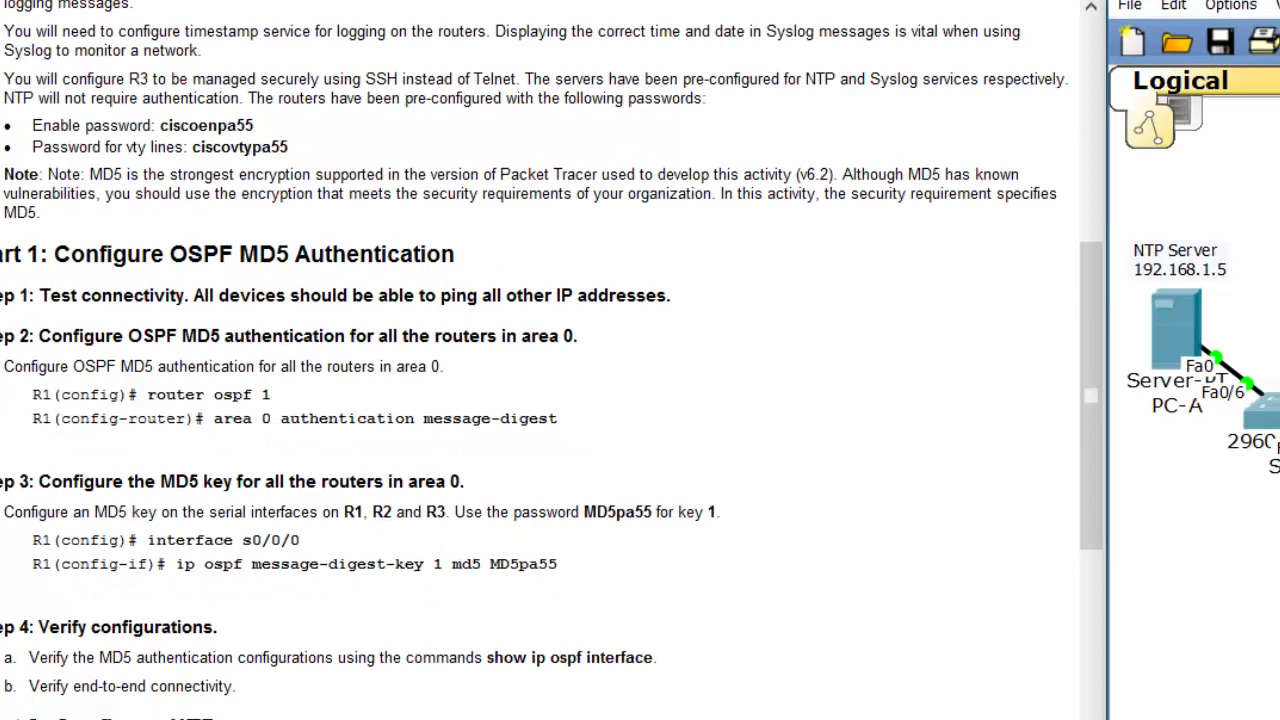 logging messages.
You will need to configure timestamp service for logging on the routers. Displaying the correct time and date in Syslog messages is vital when using
Syslog to monitor a network.
You will configure R3 to be managed securely using SSH instead of Telnet. The servers have been pre-configured for NTP and Syslog services respectively.
NTP will not require authentication. The routers have been pre-configured with the following passwords:
• Enable password: ciscoenpa55
• Password for vty lines: ciscovtypa55
Note: Note: MD5 is the strongest encryption supported in the version of Packet Tracer used to develop this activity (v6.2). Although MD5 has known
vulnerabilities, you should use the encryption that meets the security requirements of your organization. In this activity, the security requirement specifies
MD5.
art 1: Configure OSPF MD5 Authentication
ep 1: Test connectivity. All devices should be able to ping all other IP addresses.
ep 2: Configure OSPF MD5 authentication for all the routers in area 0.
Configure OSPF MD5 authentication for all the routers in area 0.
R1(config)# router ospf 1
R1(config-router)# area 0 authentication message-digest
ep 3: Configure the MD5 key for all the routers in area 0.
Configure an MD5 key on the serial interfaces on R1, R2 and R3. Use the password MD5pa55 for key 1.
R1(config)# interface s0/0/0
R1(config-if)# ip ospf message-digest-key 1 md5 MD5pa55
ep 4: Verify configurations.
a. Verify the MD5 authentication configurations using the commands show ip ospf interface.
b. Verify end-to-end connectivity.
File Edit Options
Logical
NTP Server
192.168.1.5
Fa0
Server-PT
Fa0/6
PC-A
2960
S